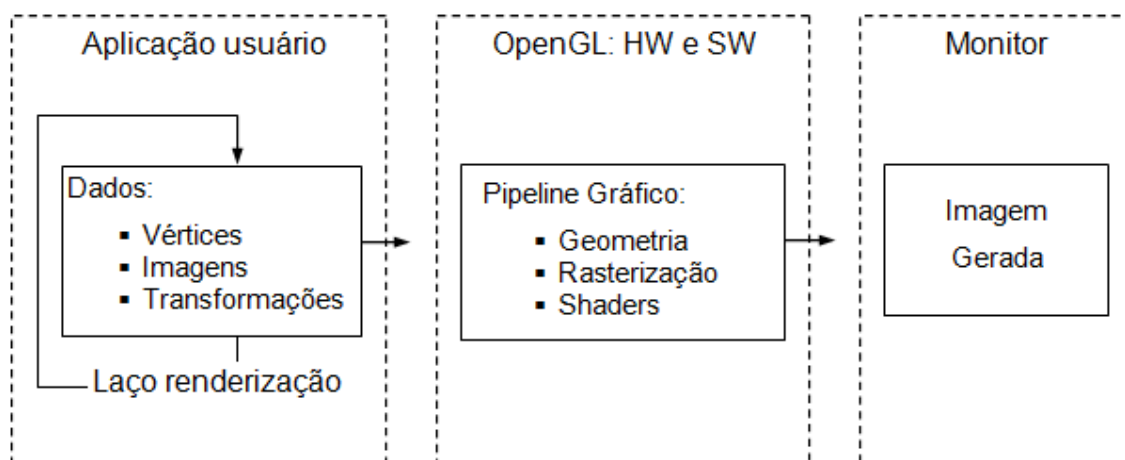 Aplicação usuário
Dados:
▪ Vértices
▪ Imagens
▪ Transformações
Laço renderização
OpenGL: HW e SW
Pipeline Gráfico:
▪ Geometria
▪ Rasterização
▪ Shaders
Monitor
Imagem
Gerada